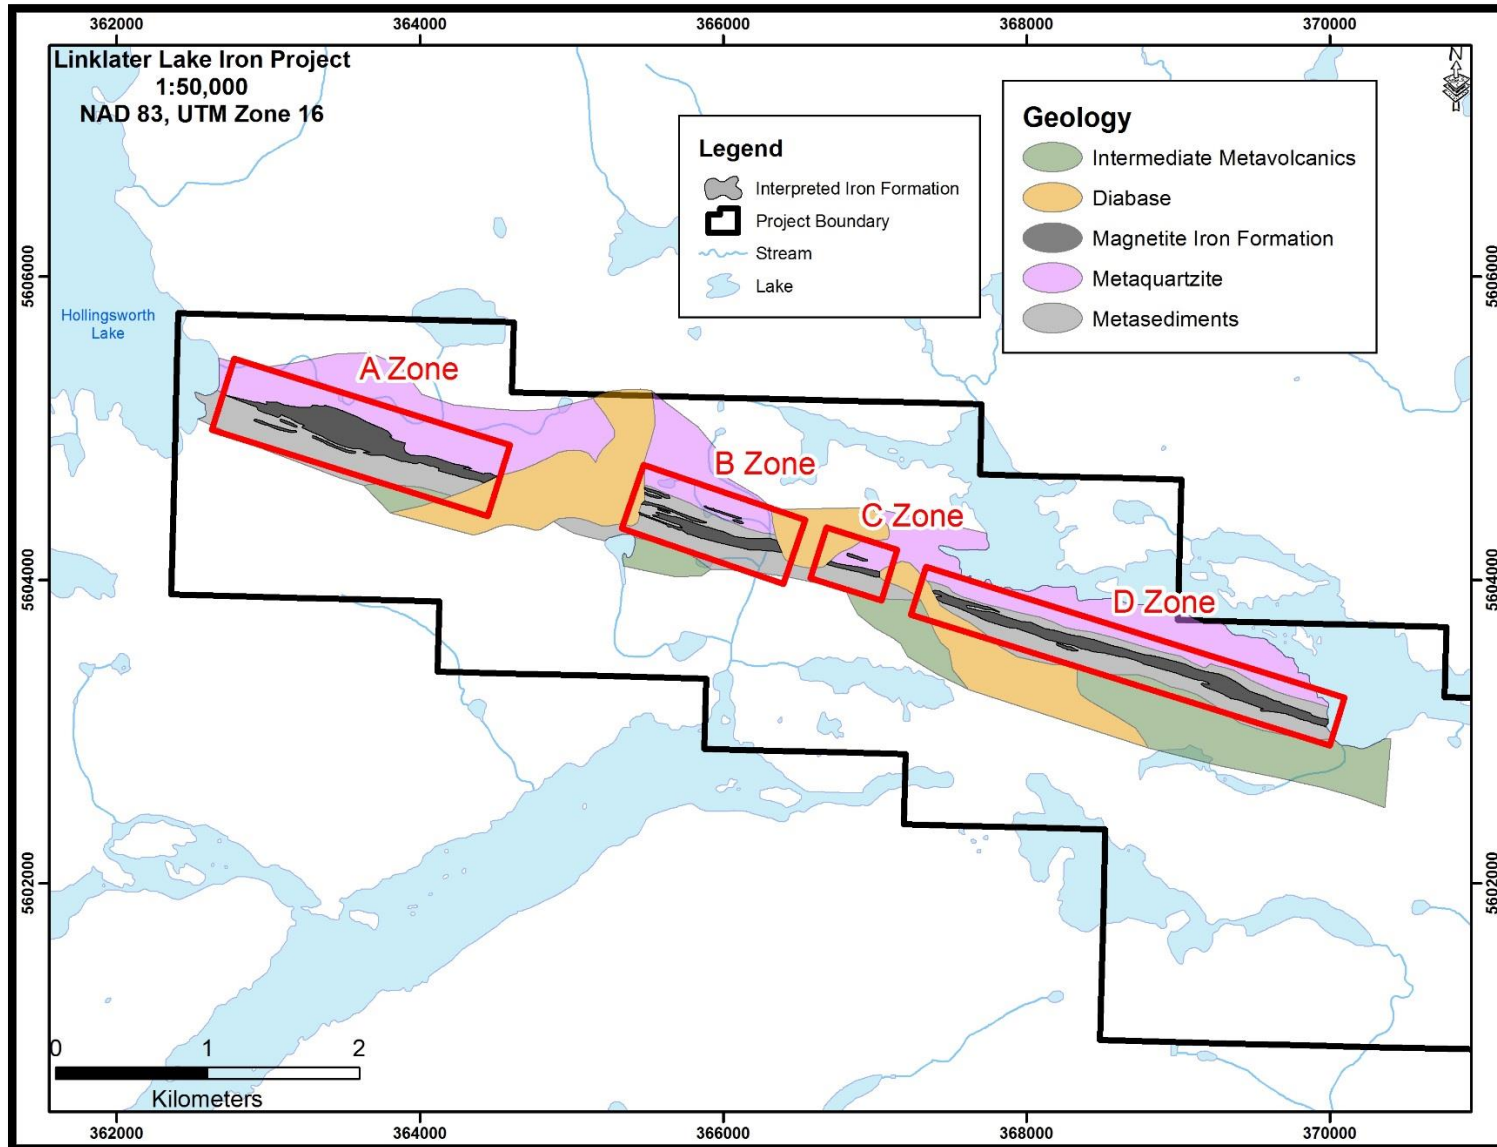 362000
364000
366000
368000
370000
Linklater Lake Iron Project
1:50,000
NAD 83, UTM Zone 16
N
Legend
Interpreted Iron Formation
Project Boundary
Stream
Lake
Geology
Intermediate Metavolcanics
Diabase
Magnetite Iron Formation
Metaquartzite
Metasediments
5606000
5606000
Hollingsworth
Lake
A Zone
B Zone
C Zone
D Zone
5604000
5604000
5602000
5602000
0 1 2
Kilometers
362000
364000
366000
368000
370000